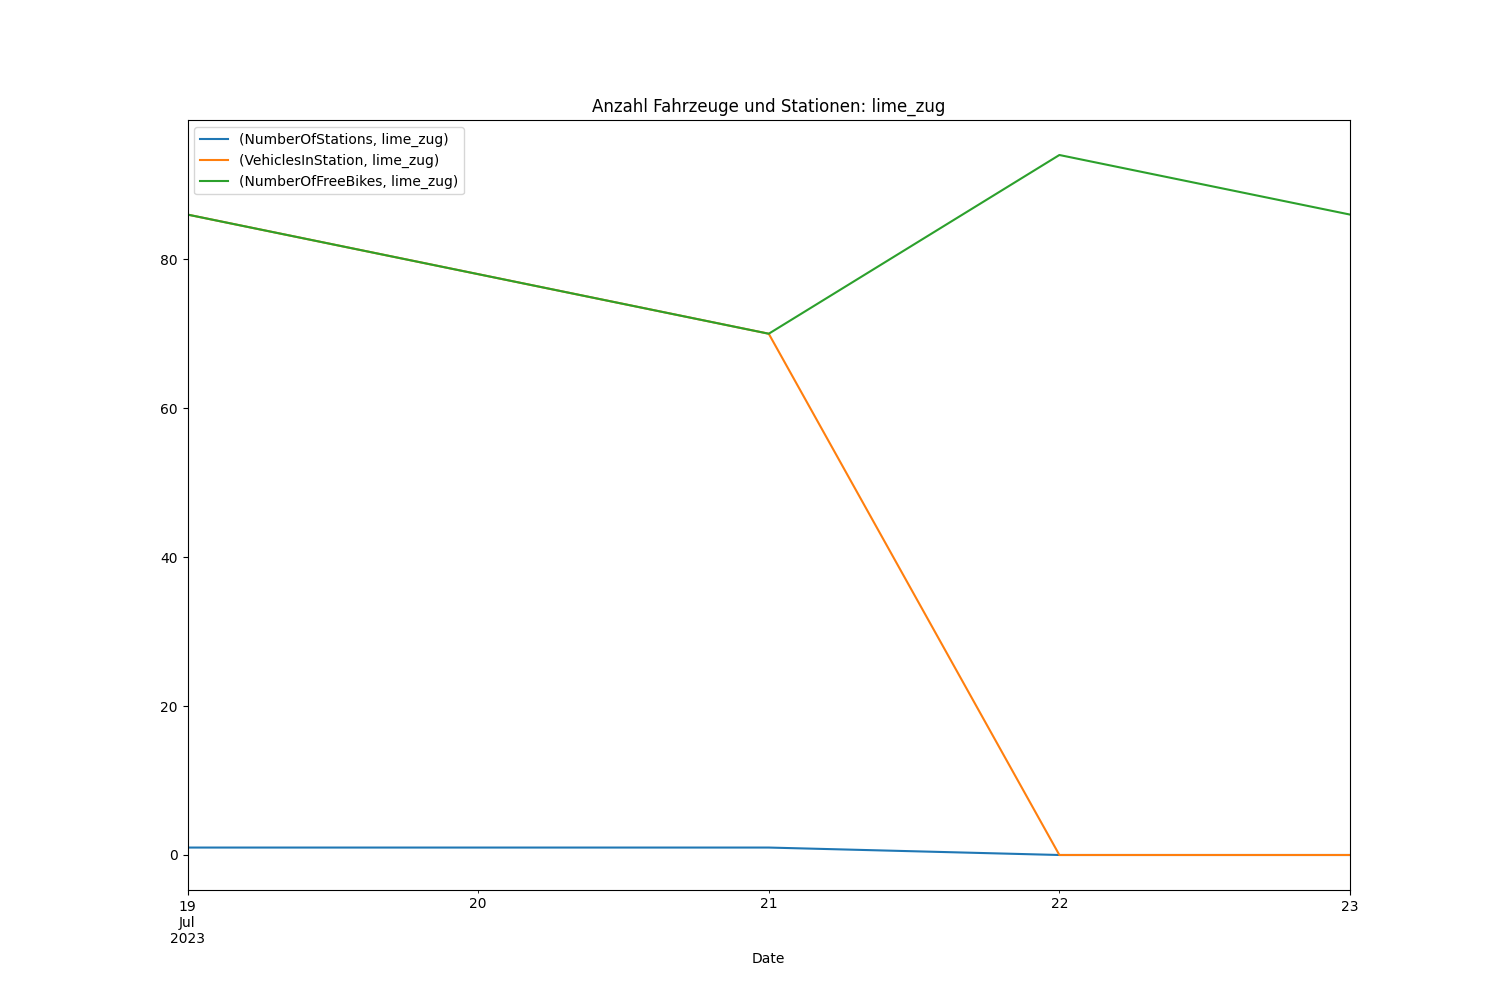 Anzahl Fahrzeuge und Stationen: lime_zug
(NumberOfStations, lime_zug)
(VehiclesInStation, lime_zug)
(NumberOfFreeBikes, lime_zug)
80
60
40
20
0
19 20 21 22 23
Jul
2023
Date